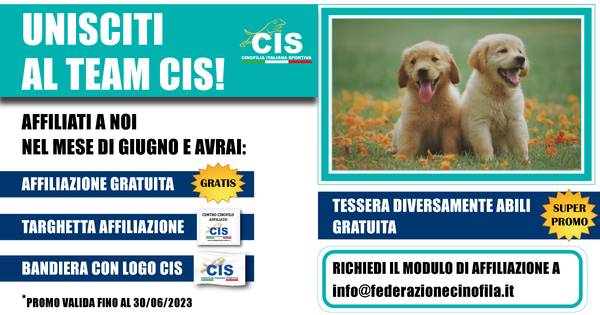 UNISCITI
AL TEAM CIS!
CIS
CINOFILIA ITALIANA SPORTIVA
AFFILIATI A NOI
NEL MESE DI GIUGNO E AVRAI:
AFFILIAZIONE GRATUITA
GRATIS
TARGHETTA AFFILIAZIONE
CENTRO CINOFILO
AFFILIATO
CIS
BANDIERA CON LOGO CIS
CIS
*PROMO VALIDA FINO AL 30/06/2023
TESSERA DIVERSAMENTE ABILI
GRATUITA
SUPER
PROMO
RICHIEDI IL MODULO DI AFFILIAZIONE A
info@federazionecinofila.it